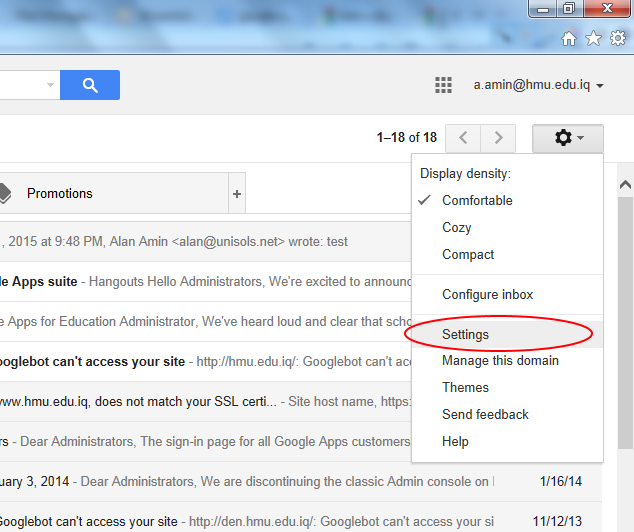 a.amin@hmu.edu.iq
1–18 of 18
Display density:
Comfortable
Cozy
Compact
Configure inbox
Settings
Manage this domain
Themes
Send feedback
Help
Promotions
+
, 2015 at 9:48 PM, Alan Amin <alan@unisols.net> wrote: test
le Apps suite - Hangouts Hello Administrators, We're excited to announc
e Apps for Education Administrator, We've heard loud and clear that scho
ooglebot can't access your site - http://hmu.edu.iq/: Googlebot can't acc
www.hmu.edu.iq, does not match your SSL certi... - Site host name, https:
rs - Dear Administrators, The sign-in page for all Google Apps customers,
uary 3, 2014 - Dear Administrators, We are discontinuing the classic Admin console on 1/16/14
Googlebot can't access your site - http://den.hmu.edu.iq/: Googlebot can't ac 11/12/13